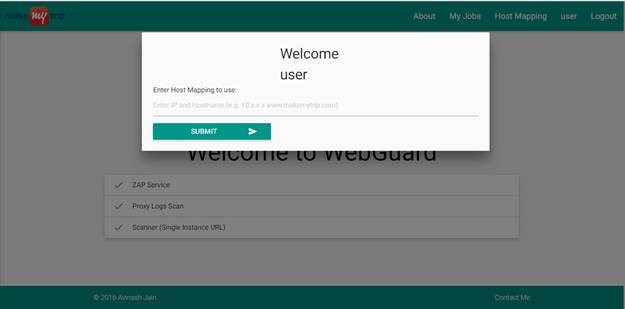 make my trip
About My Jobs Host Mapping user Logout
Welcome
user
Enter Host Mapping to use:
Enter IP and Hostname (e.g. 10.x.x.x www.makemytrip.com)
SUBMIT
Welcome to WebGuard
ZAP Service
Proxy Logs Scan
Scanner (Single Instance URL)
© 2016 Avinash Jain
Contact Me